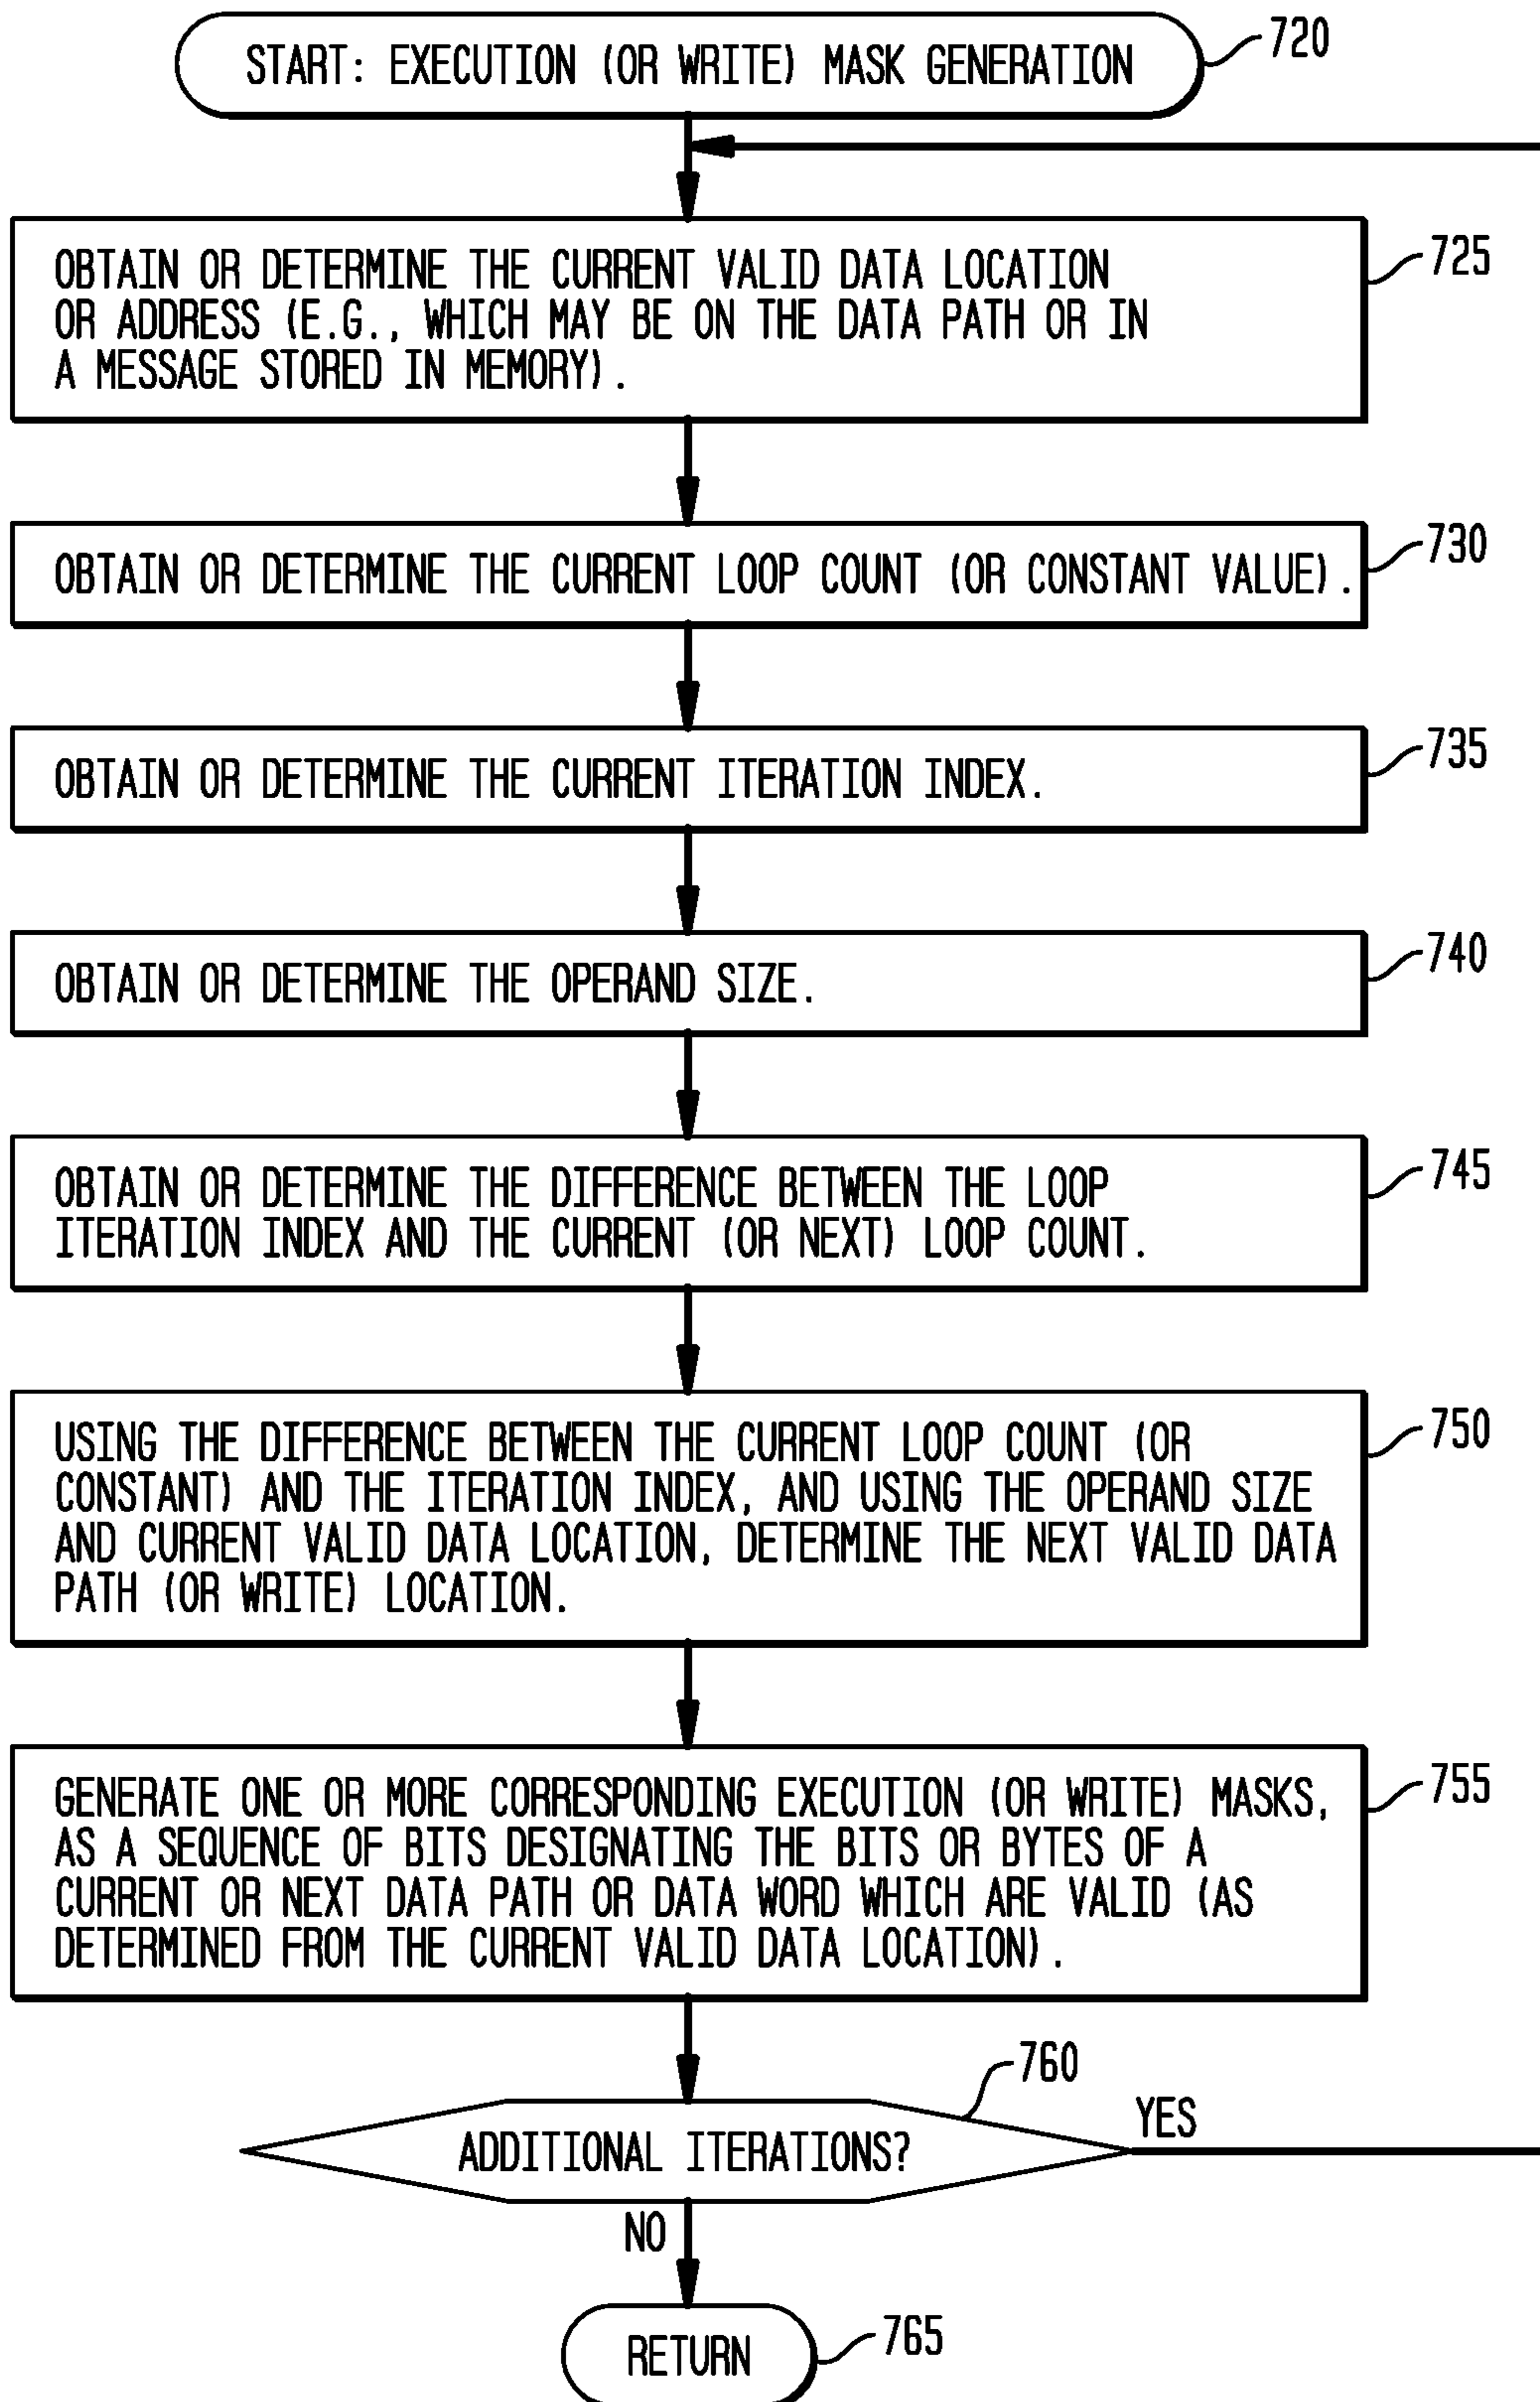 START: EXECUTION (OR WRITE) MASK GENERATION
720
OBTAIN OR DETERMINE THE CURRENT VALID DATA LOCATION
OR ADDRESS (E.G., WHICH MAY BE ON THE DATA PATH OR IN
A MESSAGE STORED IN MEMORY).
725
OBTAIN OR DETERMINE THE CURRENT LOOP COUNT (OR CONSTANT VALUE).
730
OBTAIN OR DETERMINE THE CURRENT ITERATION INDEX.
735
OBTAIN OR DETERMINE THE OPERAND SIZE.
740
OBTAIN OR DETERMINE THE DIFFERENCE BETWEEN THE LOOP
ITERATION INDEX AND THE CURRENT (OR NEXT) LOOP COUNT.
745
USING THE DIFFERENCE BETWEEN THE CURRENT LOOP COUNT (OR
CONSTANT) AND THE ITERATION INDEX, AND USING THE OPERAND SIZE
AND CURRENT VALID DATA LOCATION, DETERMINE THE NEXT VALID DATA
PATH (OR WRITE) LOCATION.
750
GENERATE ONE OR MORE CORRESPONDING EXECUTION (OR WRITE) MASKS,
AS A SEQUENCE OF BITS DESIGNATING THE BITS OR BYTES OF A
CURRENT OR NEXT DATA PATH OR DATA WORD WHICH ARE VALID (AS
DETERMINED FROM THE CURRENT VALID DATA LOCATION).
755
760
ADDITIONAL ITERATIONS?
YES
NO
RETURN
765